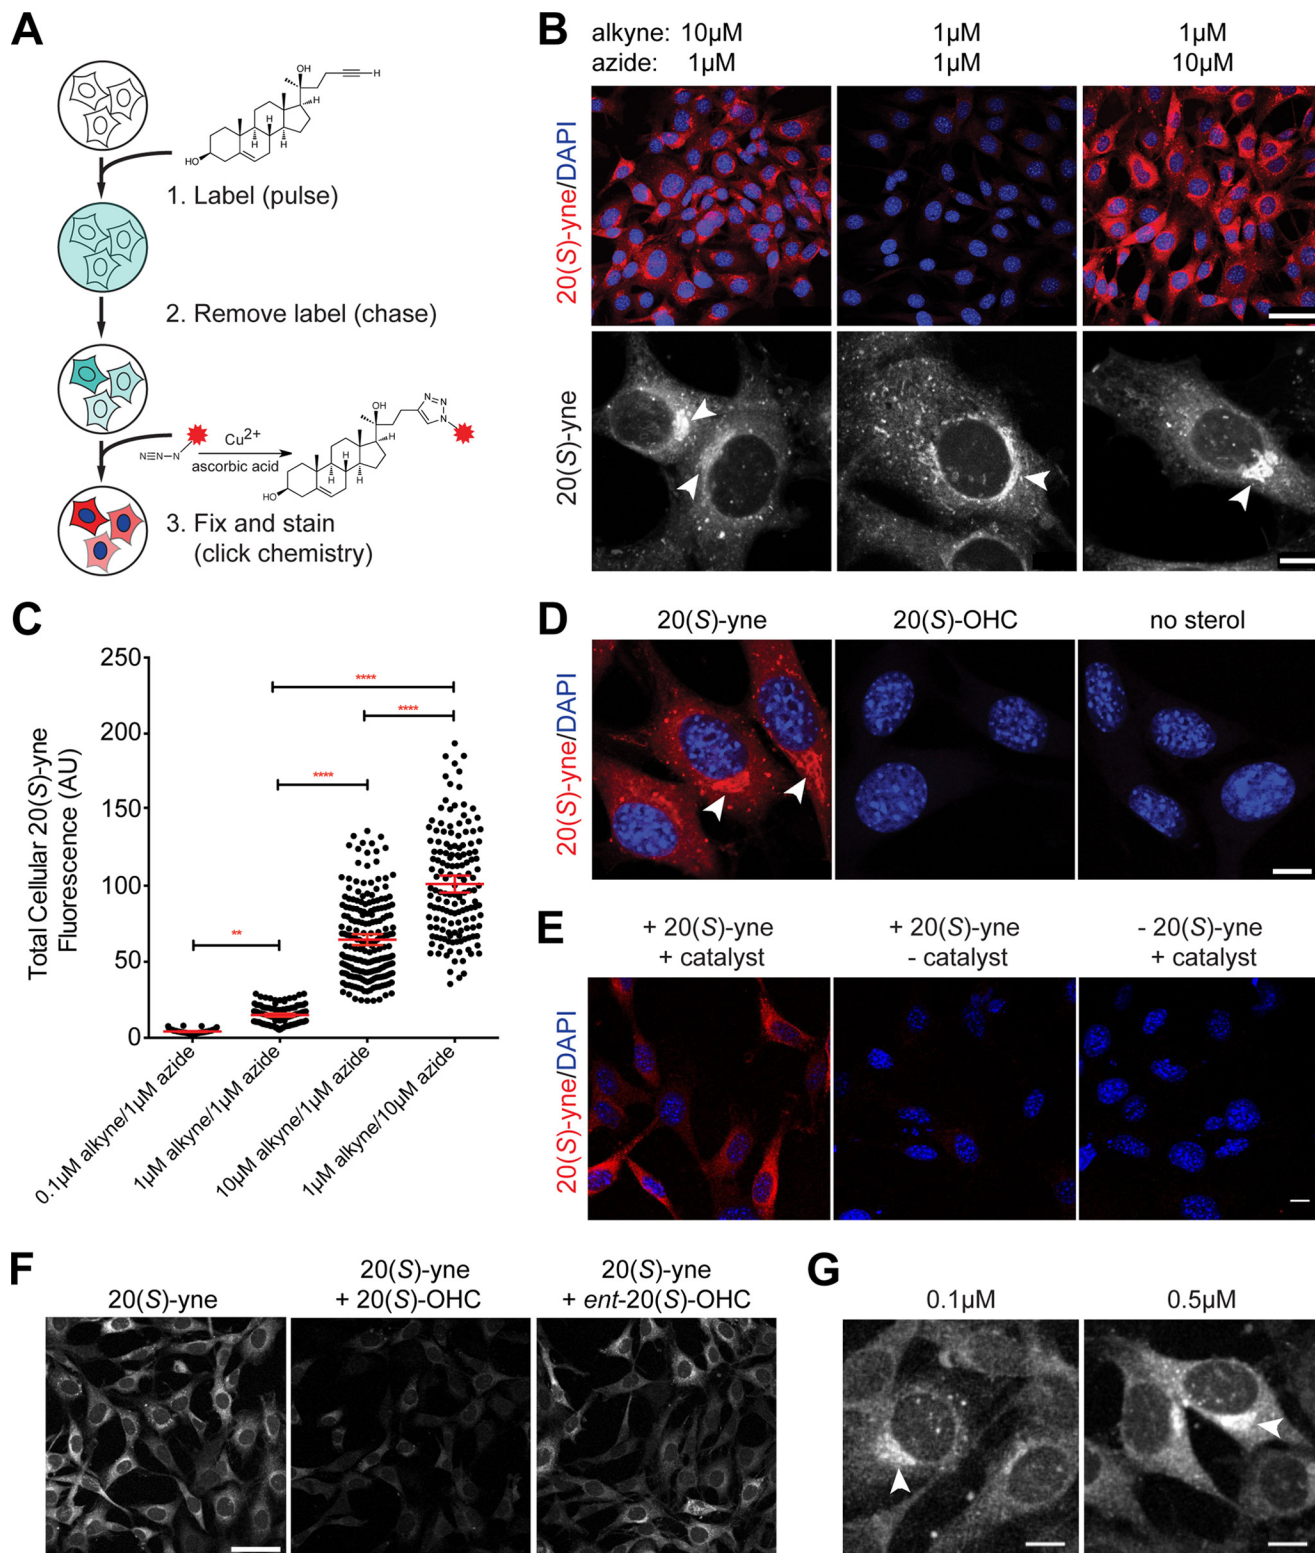 A
OH
H
H
H
H
HO
1. Label (pulse)
2. Remove label (chase)
N≡N–N
Cu2+
ascorbic acid
OH
N=N
N
H
H
H
HO
3. Fix and stain
(click chemistry)
B
alkyne: 10μM 1μM 1μM
azide: 1μM 1μM 10μM
20(S)-yne/DAPI
20(S)-yne
C
Total Cellular 20(S)-yne
Fluorescence (AU)
250
200
150
100
50
0
**
****
****
****
0.1μM alkyne/1μM azide
1μM alkyne/1μM azide
10μM alkyne/1μM azide
1μM alkyne/10μM azide
D
20(S)-yne 20(S)-OHC no sterol
20(S)-yne/DAPI
E
+ 20(S)-yne + 20(S)-yne - 20(S)-yne
+ catalyst - catalyst + catalyst
20(S)-yne/DAPI
F
20(S)-yne 20(S)-yne
20(S)-yne + 20(S)-OHC + ent-20(S)-OHC
G
0.1μM 0.5μM